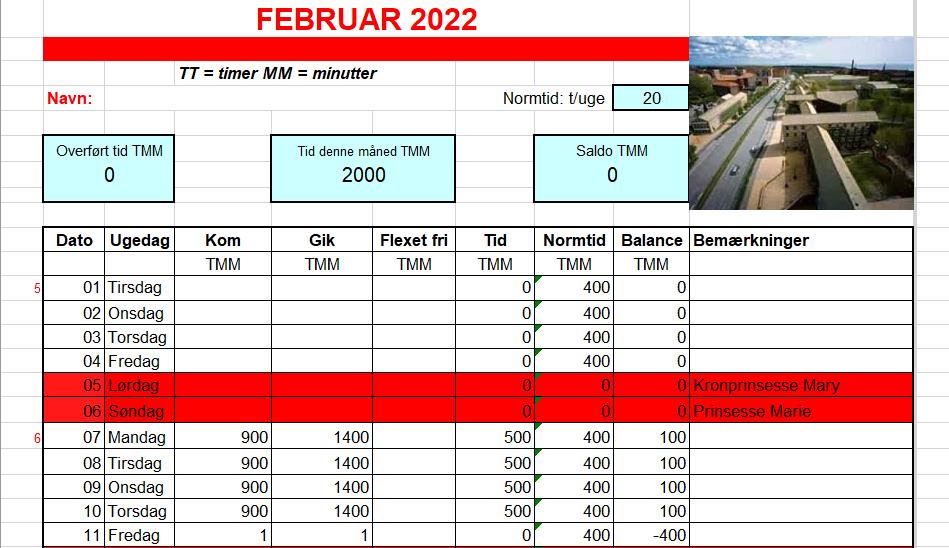 FEBRUAR 2022
TT = timer MM = minutter
Navn: Normtid: t/uge 20
Overført tid TMM Tid denne måned TMM Saldo TMM
0 2000 0
Dato Ugedag Kom Gik Flexet fri Tid Normtid Balance Bemærkninger
TMM TMM TMM TMM TMM TMM
5 01 Tirsdag 0 400 0
02 Onsdag 0 400 0
03 Torsdag 0 400 0
04 Fredag 0 400 0
05 Lørdag 0 0 0 Kronprinsesse Mary
06 Søndag 0 0 0 Prinsesse Marie
6 07 Mandag 900 1400 500 400 100
08 Tirsdag 900 1400 500 400 100
09 Onsdag 900 1400 500 400 100
10 Torsdag 900 1400 500 400 100
11 Fredag 1 1 0 400 -400